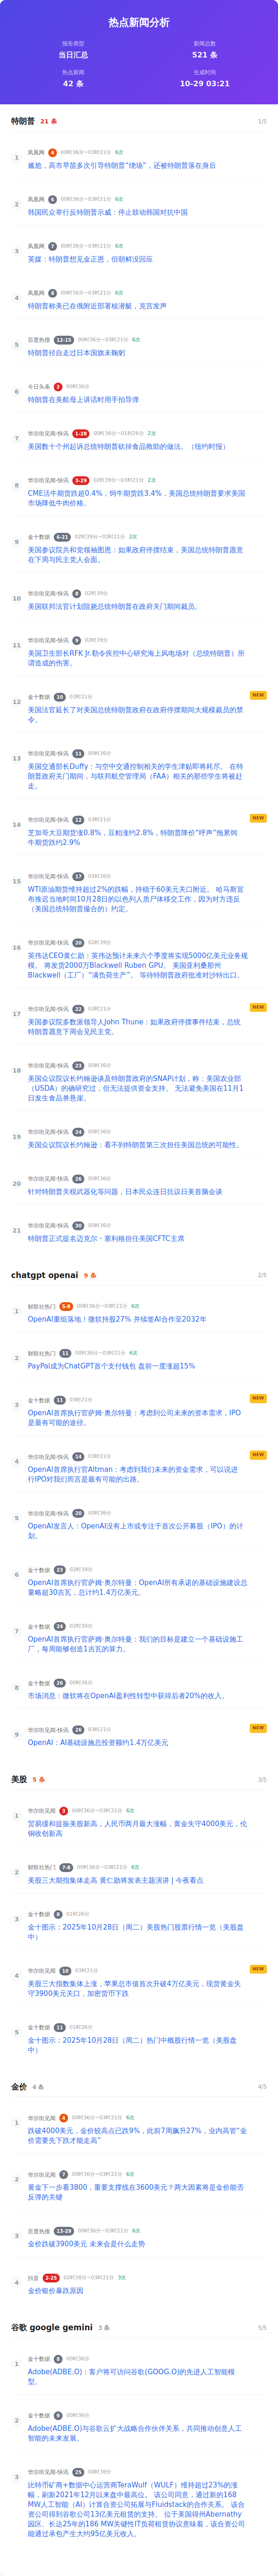 热点新闻分析
报告类型
新闻总数
当日汇总
521 条
热点新闻
生成时间
42 条
10-29 03:21
特朗普 21 条 1/5
1
凤凰网 4 00时36分~03时21分 6次
尴尬，高市早苗多次引导特朗普“绕场”，还被特朗普落在身后
2
凤凰网 6 00时36分~03时21分 6次
韩国民众举行反特朗普示威：停止鼓动韩国对抗中国
3
凤凰网 7 00时36分~03时21分 6次
英媒：特朗普想见金正恩，但朝鲜没回应
4
凤凰网 8 00时36分~03时21分 6次
特朗普称美已在俄附近部署核潜艇，克宫发声
5
百度热搜 12-15 00时36分~03时21分 6次
特朗普径自走过日本国旗未鞠躬
6
今日头条 2 00时36分
特朗普在美航母上讲话时用手拍导弹
7
华尔街见闻-快讯 1-28 00时36分~01时26分 2次
美国数十个州起诉总统特朗普砍掉食品救助的做法。（纽约时报）
8
华尔街见闻-快讯 3-29 02时39分~03时21分 2次
CME活牛期货跌超0.4%，饲牛期货跌3.4%，美国总统特朗普要求美国
市场降低牛肉价格。
9
金十数据 6-21 02时39分~03时21分 2次
美国参议院共和党领袖图恩：如果政府停摆结束，美国总统特朗普愿意
在下周与民主党人会面。
10
华尔街见闻-快讯 8 02时39分
美国联邦法官计划阻挠总统特朗普在政府关门期间裁员。
11
华尔街见闻-快讯 9 02时39分
美国卫生部长RFK Jr.勒令疾控中心研究海上风电场对（总统特朗普）所
谓造成的伤害。
12
金十数据 10 03时21分
NEW
美国法官延长了对美国总统特朗普政府在政府停摆期间大规模裁员的禁
令。
13
华尔街见闻-快讯 11 00时36分
美国交通部长Duffy：与空中交通控制相关的学生津贴即将耗尽。 在特
朗普政府关门期间，与联邦航空管理局（FAA）相关的那些学生将被赶
走。
14
华尔街见闻-快讯 12 03时21分
NEW
芝加哥大豆期货涨0.8%，豆粕涨约2.8%，特朗普降价“呼声”拖累饲
牛期货跌约2.9%
15
华尔街见闻-快讯 17 01时26分
WTI原油期货维持超过2%的跌幅，持稳于60美元关口附近。 哈马斯宣
布推迟当地时间10月28日的以色列人质尸体移交工作，因为对方违反
（美国总统特朗普撮合的）约定。
16
华尔街见闻-快讯 20 02时39分
英伟达CEO黄仁勋：英伟达预计未来六个季度将实现5000亿美元业务规
模。 将发货2000万Blackwell Ruben GPU。 美国亚利桑那州
Blackwell（工厂）“满负荷生产”。 等待特朗普政府批准对沙特出口。
17
华尔街见闻-快讯 22 03时21分
NEW
美国参议院多数派领导人John Thune：如果政府停摆事件结束，总统
特朗普愿意下周会见民主党。
18
华尔街见闻-快讯 23 00时36分
美国众议院议长约翰逊谈及特朗普政府的SNAP计划，称：美国农业部
（USDA）的确研究过，但无法提供资金支持。 无法避免美国在11月1
日发生食品券悬崖。
19
华尔街见闻-快讯 24 00时36分
美国众议院议长约翰逊：看不到特朗普第三次担任美国总统的可能性。
20
华尔街见闻-快讯 26 00时36分
针对特朗普关税武器化等问题，日本民众连日抗议日美首脑会谈
21
华尔街见闻-快讯 30 00时36分
特朗普正式提名迈克尔・塞利格担任美国CFTC主席
chatgpt openai 9 条 2/5
1
财联社热门 5-8 00时36分~03时21分 6次
OpenAI重组落地！微软持股27% 并续签AI合作至2032年
2
财联社热门 11 00时36分~03时21分 6次
PayPal成为ChatGPT首个支付钱包 盘前一度涨超15%
3
金十数据 11 03时21分
NEW
OpenAI首席执行官萨姆·奥尔特曼：考虑到公司未来的资本需求，IPO
是最有可能的途径。
4
华尔街见闻-快讯 14 03时21分
NEW
OpenAI首席执行官Altman：考虑到我们未来的资金需求，可以说进
行IPO对我们而言是最有可能的出路。
5
华尔街见闻-快讯 20 00时36分
OpenAI发言人：OpenAI没有上市或专注于首次公开募股（IPO）的计
划。
6
金十数据 23 02时39分
OpenAI首席执行官萨姆·奥尔特曼：OpenAI所有承诺的基础设施建设总
量略超30吉瓦，总计约1.4万亿美元。
7
金十数据 24 02时39分
OpenAI首席执行官萨姆·奥尔特曼：我们的目标是建立一个基础设施工
厂，每周能够创造1吉瓦的算力。
8
金十数据 26 00时36分
市场消息：微软将在OpenAI盈利性转型中获得后者20%的收入。
9
华尔街见闻-快讯 26 03时21分
NEW
OpenAI：AI基础设施总投资额约1.4万亿美元
美股 5 条 3/5
1
华尔街见闻 3 00时36分~03时21分 6次
贸易缓和提振美股新高，人民币两月最大涨幅，黄金失守4000美元，伦
铜收创新高
2
财联社热门 7-8 00时36分~03时21分 6次
美股三大期指集体走高 黄仁勋将发表主题演讲 | 今夜看点
3
金十数据 8 01时26分
金十图示：2025年10月28日（周二）美股热门股票行情一览（美股盘
中）
4
华尔街见闻 10 03时21分
NEW
美股三大指数集体上涨，苹果总市值首次升破4万亿美元，现货黄金失
守3900美元关口，加密货币下跌
5
金十数据 11 01时26分
金十图示：2025年10月28日（周二）热门中概股行情一览（美股盘
中）
金价 4 条 4/5
1
华尔街见闻 4 00时36分~03时21分 6次
跌破4000美元，金价较高点已跌9%，此前7周飙升27%，业内高管“金
价需要先下跌才能走高”
2
华尔街见闻 7 00时36分~03时21分 6次
黄金下一步看3800，重要支撑线在3600美元？两大因素将是金价能否
反弹的关键
3
百度热搜 13-29 00时36分~03时21分 6次
金价跌破3900美元 未来会是什么走势
4
抖音 2-25 02时39分~03时21分 3次
金价银价暴跌原因
谷歌 google gemini 3 条 5/5
1
金十数据 8 00时36分
Adobe(ADBE.O)：客户将可访问谷歌(GOOG.O)的先进人工智能模
型。
2
金十数据 9 00时36分
Adobe(ADBE.O)与谷歌云扩大战略合作伙伴关系，共同推动创意人工
智能的未来发展。
3
华尔街见闻-快讯 25 00时36分
比特币矿商+数据中心运营商TeraWulf（WULF）维持超过23%的涨
幅，刷新2021年12月以来盘中最高位。 该公司同意，通过新的168
MW人工智能（AI）计算合资公司拓展与Fluidstack的合作关系。 该合
资公司得到谷歌公司13亿美元租赁的支持。 位于美国得州Abernathy
园区、长达25年的186 MW关键性IT负荷租赁协议意味着，该合资公司
能通过承包产生大约95亿美元收入。